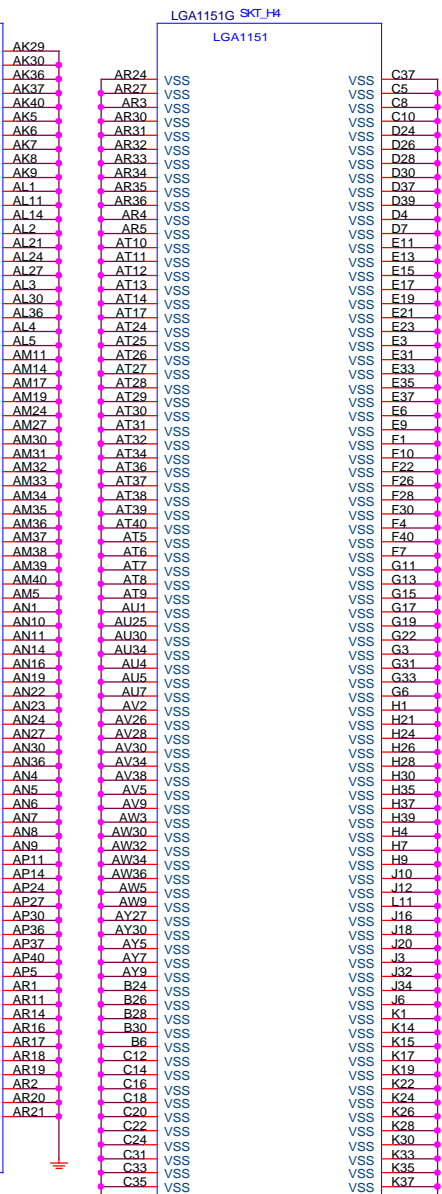 AK29
AK30
AK36
AK37
AK40
AK5
AK6
AK7
AK8
AK9
AL1
AL11
AL14
AL2
AL21
AL24
AL27
AL3
AL30
AL36
AL4
AL5
AM11
AM14
AM17
AM19
AM24
AM27
AM30
AM31
AM32
AM33
AM34
AM35
AM36
AM37
AM38
AM39
AM40
AM5
AN1
AN10
AN11
AN14
AN16
AN19
AN22
AN23
AN24
AN27
AN30
AN36
AN4
AN5
AN6
AN7
AN8
AN9
AP11
AP14
AP24
AP27
AP30
AP36
AP37
AP40
AP5
AR1
AR11
AR14
AR16
AR17
AR18
AR19
AR2
AR20
AR21
LGA1151G SKT_H4
LGA1151
AR24 VSS VSS C37
AR27 VSS VSS C5
AR3 VSS VSS C8
AR30 VSS VSS C10
AR31 VSS VSS D24
AR32 VSS VSS D26
AR33 VSS VSS D28
AR34 VSS VSS D30
AR35 VSS VSS D37
AR36 VSS VSS D39
AR4 VSS VSS D4
AR5 VSS VSS D7
AT10 VSS VSS E11
AT11 VSS VSS E13
AT12 VSS VSS E15
AT13 VSS VSS E17
AT14 VSS VSS E19
AT17 VSS VSS E21
AT24 VSS VSS E23
AT25 VSS VSS E3
AT26 VSS VSS E31
AT27 VSS VSS E33
AT28 VSS VSS E35
AT29 VSS VSS E37
AT30 VSS VSS E6
AT31 VSS VSS E9
AT32 VSS VSS F1
AT34 VSS VSS F10
AT36 VSS VSS F22
AT37 VSS VSS F26
AT38 VSS VSS F28
AT39 VSS VSS F30
AT40 VSS VSS F4
AT5 VSS VSS F40
AT6 VSS VSS F7
AT7 VSS VSS G11
AT8 VSS VSS G13
AT9 VSS VSS G15
AU1 VSS VSS G17
AU25 VSS VSS G19
AU30 VSS VSS G22
AU34 VSS VSS G3
AU4 VSS VSS G31
AU5 VSS VSS G33
AU7 VSS VSS G6
AV2 VSS VSS H1
AV26 VSS VSS H21
AV28 VSS VSS H24
AV30 VSS VSS H26
AV34 VSS VSS H28
AV38 VSS VSS H30
AV5 VSS VSS H35
AV9 VSS VSS H37
AW3 VSS VSS H39
AW30 VSS VSS H4
AW32 VSS VSS H7
AW34 VSS VSS H9
AW36 VSS VSS J10
AW5 VSS VSS J12
AW9 VSS VSS L11
AY27 VSS VSS J16
AY30 VSS VSS J18
AY5 VSS VSS J20
AY7 VSS VSS J3
AY9 VSS VSS J32
B24 VSS VSS J34
B26 VSS VSS J6
B28 VSS VSS K1
B30 VSS VSS K14
B6 VSS VSS K15
C12 VSS VSS K17
C14 VSS VSS K19
C16 VSS VSS K22
C18 VSS VSS K24
C20 VSS VSS K26
C22 VSS VSS K28
C24 VSS VSS K30
C31 VSS VSS K33
C33 VSS VSS K35
C35 VSS VSS K37